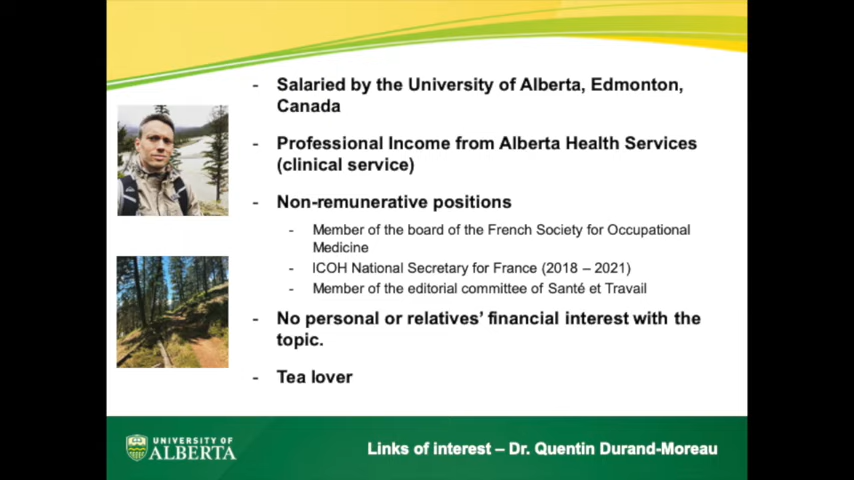 - Salaried by the University of Alberta, Edmonton,
Canada
- Professional Income from Alberta Health Services
(clinical service)
- Non-remunerative positions
- Member of the board of the French Society for Occupational
Medicine
- ICOH National Secretary for France (2018 – 2021)
- Member of the editorial committee of Santé et Travail
- No personal or relatives’ financial interest with the
topic.
- Tea lover
UNIVERSITY OF
ALBERTA
Links of interest – Dr. Quentin Durand-Moreau